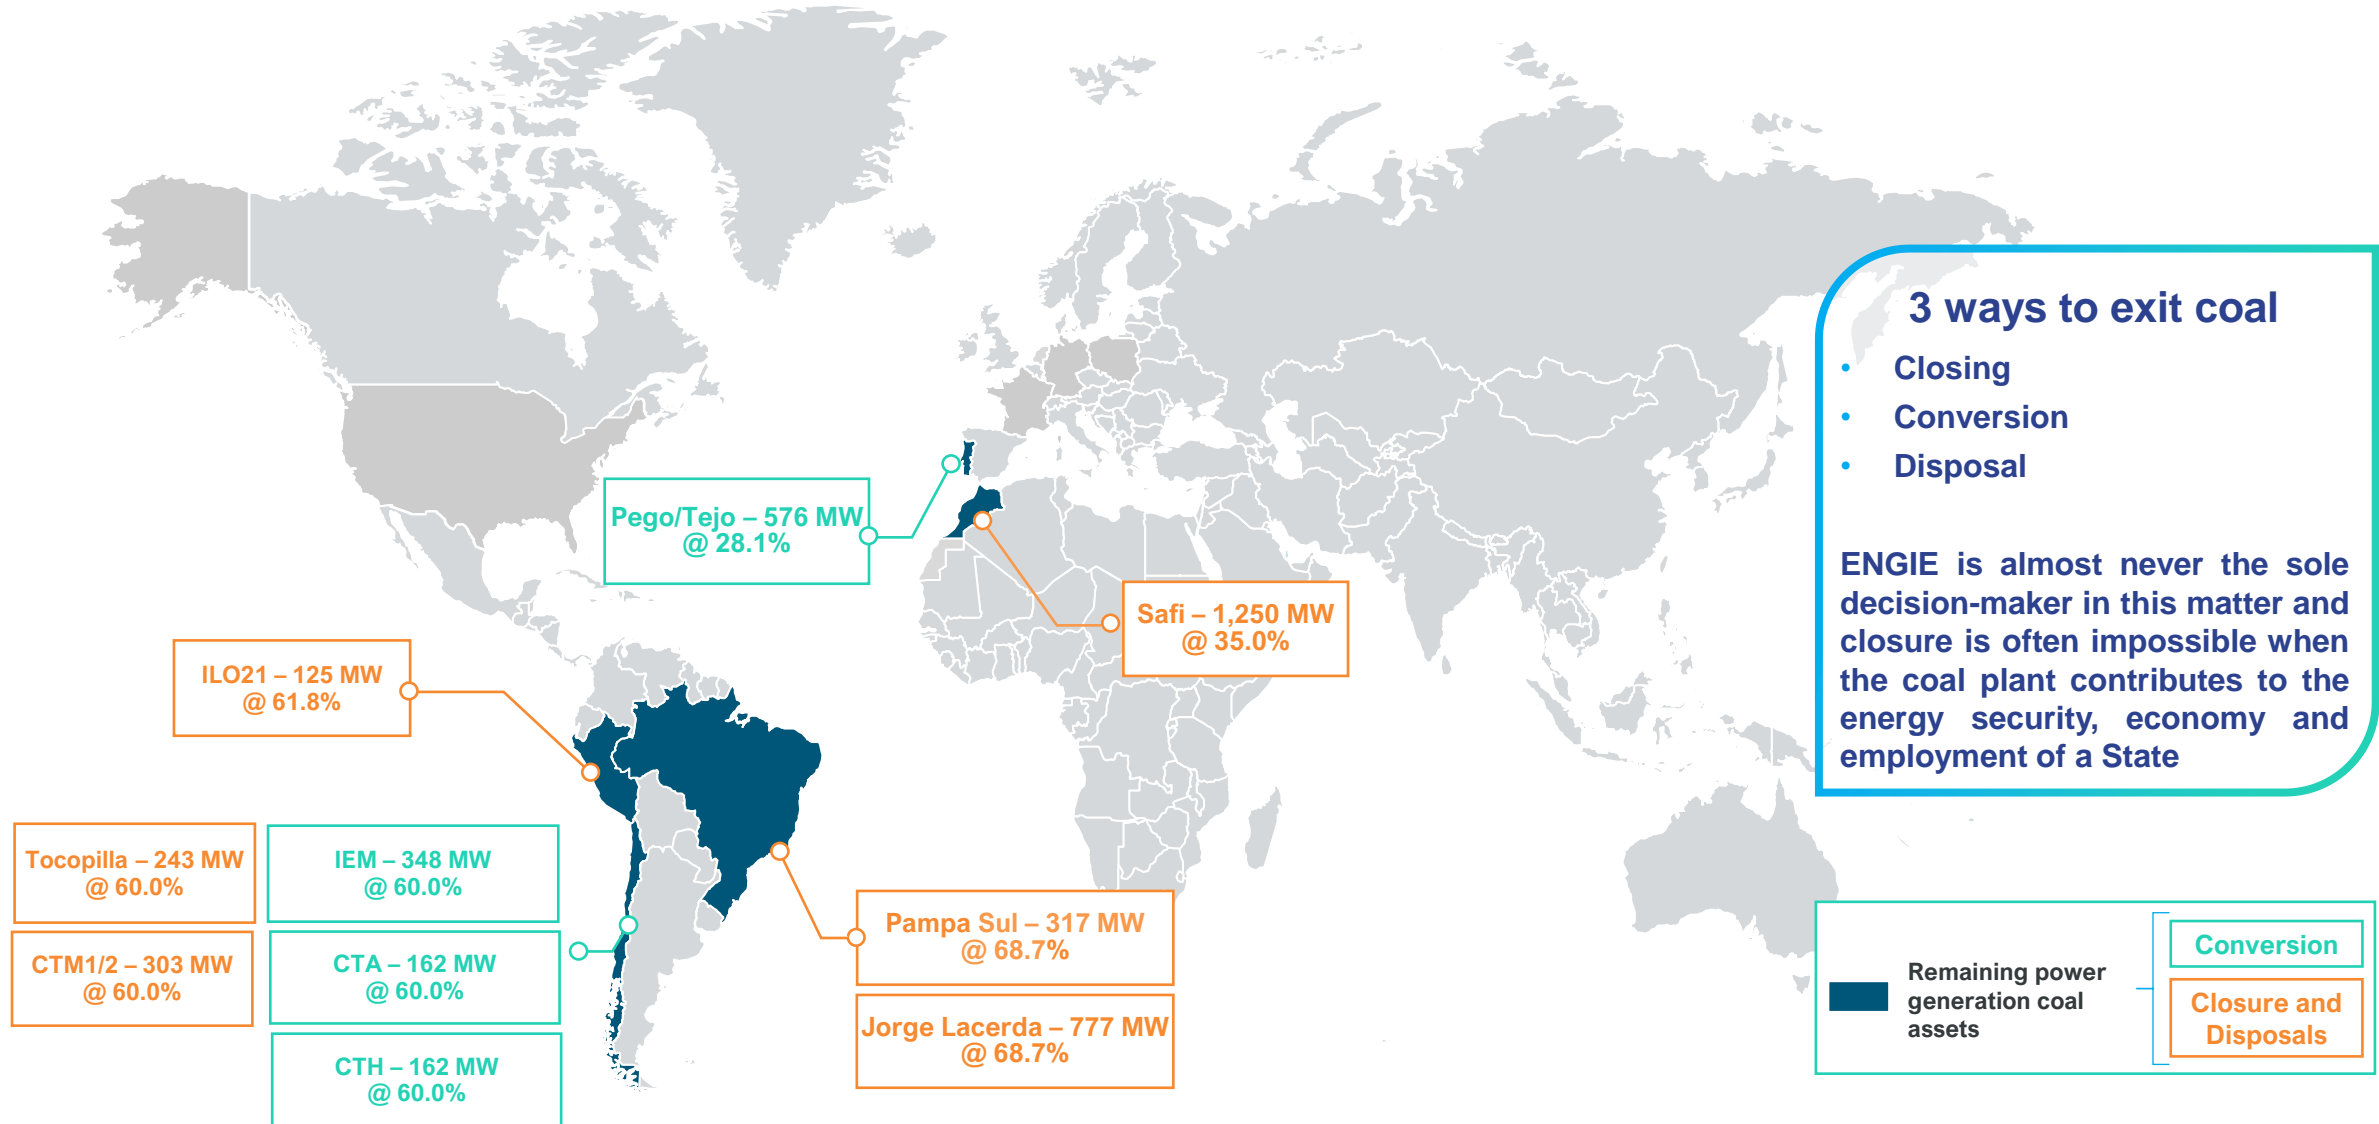 3 ways to exit coal
• Closing
• Conversion
• Disposal
ENGIE is almost never the sole
decision-maker in this matter and
closure is often impossible when
the coal plant contributes to the
energy security, economy and
employment of a State
Pego/Tejo – 576 MW
@ 28.1%
Safi – 1,250 MW
@ 35.0%
ILO21 – 125 MW
@ 61.8%
Tocopilla – 243 MW
@ 60.0%
IEM – 348 MW
@ 60.0%
CTM1/2 – 303 MW
@ 60.0%
CTA – 162 MW
@ 60.0%
CTH – 162 MW
@ 60.0%
Pampa Sul – 317 MW
@ 68.7%
Jorge Lacerda – 777 MW
@ 68.7%
Remaining power
generation coal
assets
Conversion
Closure and
Disposals